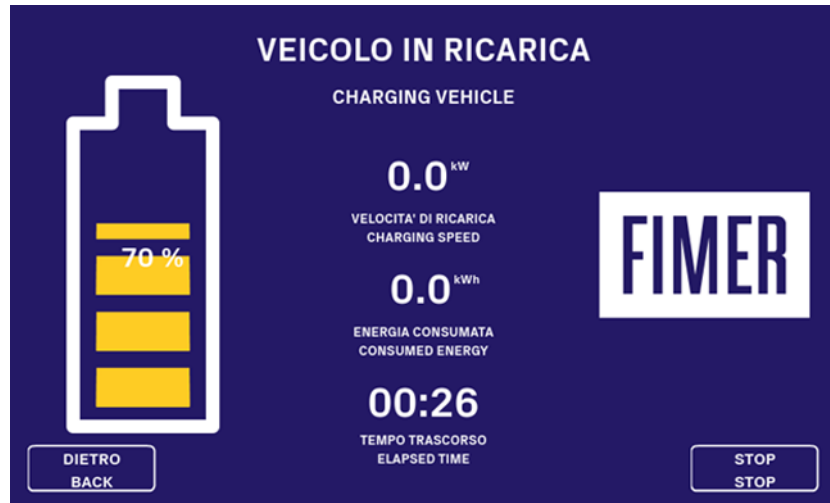 VEICOLO IN RICARICA
CHARGING VEHICLE
70 %
0.0 kW
VELOCITA' DI RICARICA
CHARGING SPEED
0.0 kWh
ENERGIA CONSUMATA
CONSUMED ENERGY
00:26
TEMPO TRASCORSO
ELAPSED TIME
FIMER
DIETRO
BACK
STOP
STOP